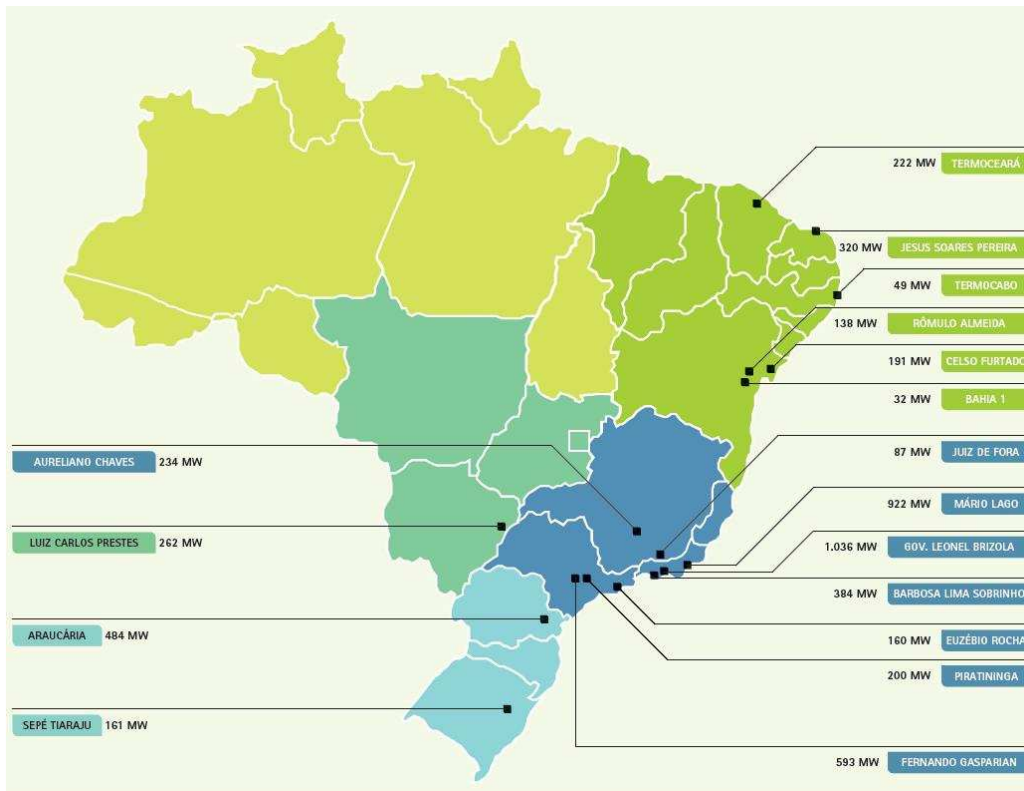 222 MW TERMOCEARÁ
320 MW JESUS SOARES PEREIRA
49 MW TERMOCABO
138 MW RÔMULO ALMEIDA
191 MW CELSO FURTADO
32 MW BAHIA 1
87 MW JUIZ DE FORA
AURELIANO CHAVES 234 MW
922 MW MÁRIO LAGO
LUIZ CARLOS PRESTES 262 MW
1.036 MW GOV. LEONEL BRIZOLA
384 MW BARBOSA LIMA SOBRINHO
ARAUCÁRIA 484 MW
160 MW EUZÉBIO ROCHA
200 MW PIRATININGA
SEPÉ TIARAJU 161 MW
593 MW FERNANDO GASPARIAN